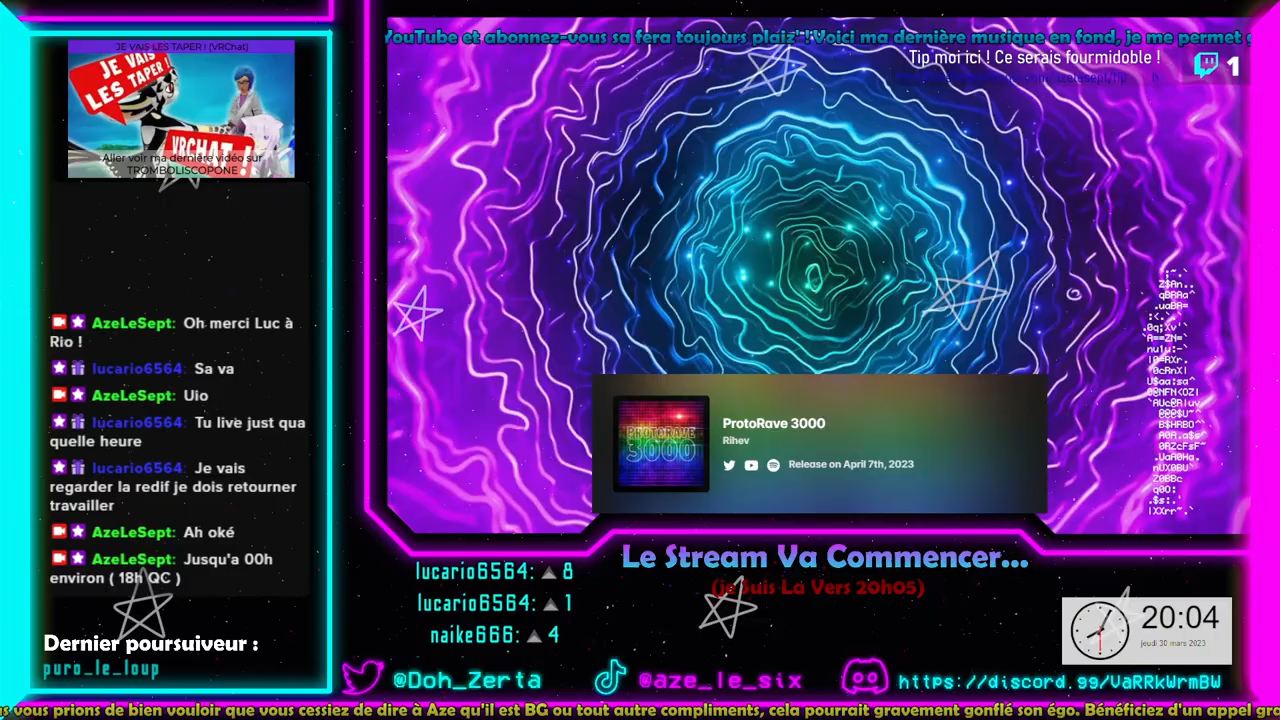 JE VAIS LES TAPER ! (VRChat)
JE VAIS
LES TAPER !
VRCHAT !
Aller voir ma dernière vidéo sur
TROMBOLISCOPONE
YouTube et abonnez-vous sa fera toujours plaiz' ! Voici ma dernière musique en fond, je me permet
Tip moi ici ! Ce serais fourmidoble !
1
AzeLeSept: Oh merci Luc à
Rio !
lucario6564: Sa va
AzeLeSept: Uio
lucario6564: Tu live just qua
quelle heure
lucario6564: Je vais
regarder la redif je dois retourner
travailler
AzeLeSept: Ah oké
AzeLeSept: Jusqu'a 00h
environ ( 18h QC )
Dernier poursuiveur :
puro_le_loup
PROTORAVE
3000
ProtoRave 3000
Rihev
Release on April 7th, 2023
Le Stream Va Commencer...
(je Suis La Vers 20h05)
lucario6564: 8
lucario6564: 1
naike666: 4
20:04
jeudi 30 mars 2023
@Doh_Zerta
@aze_le_six
https://discord.gg/VaRRkWrmBW
vous prions de bien vouloir que vous cessiez de dire à Aze qu'il est BG ou tout autre compliments, cela pourrait gravement gonflé son égo. Bénéficiez d'un appel